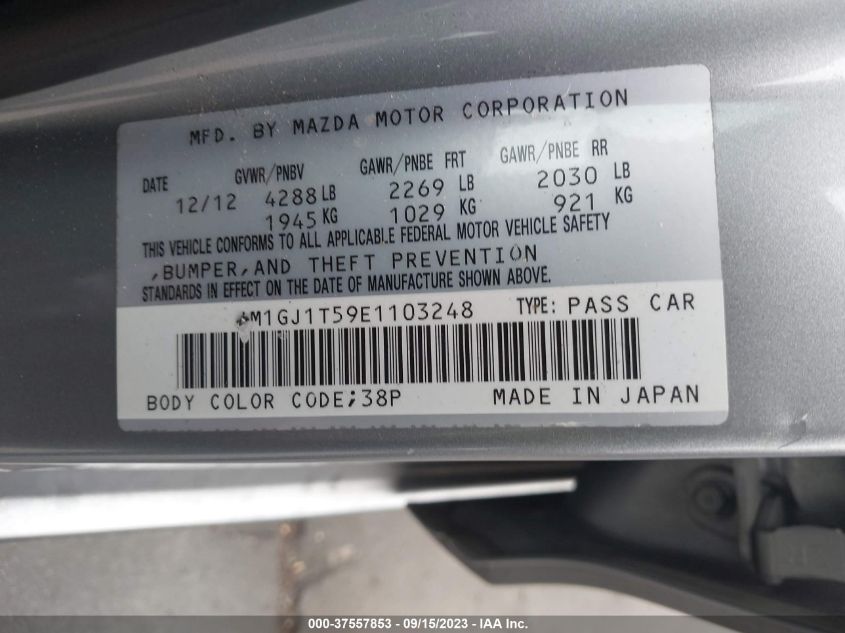 MFD. BY MAZDA MOTOR CORPORATION
DATE GVWR/PNBV GAWR/PNBE FRT GAWR/PNBE RR
12/12 4288 LB 2269 LB 2030 LB
1945 KG 1029 KG 921 KG
THIS VEHICLE CONFORMS TO ALL APPLICABLE FEDERAL MOTOR VEHICLE SAFETY
,BUMPER,AND THEFT PREVENTION
STANDARDS IN EFFECT ON THE DATE OF MANUFACTURE SHOWN ABOVE.
TYPE: PASS CAR
BODY COLOR CODE;38P MADE IN JAPAN
000-37557853 - 09/15/2023 - IAA Inc.